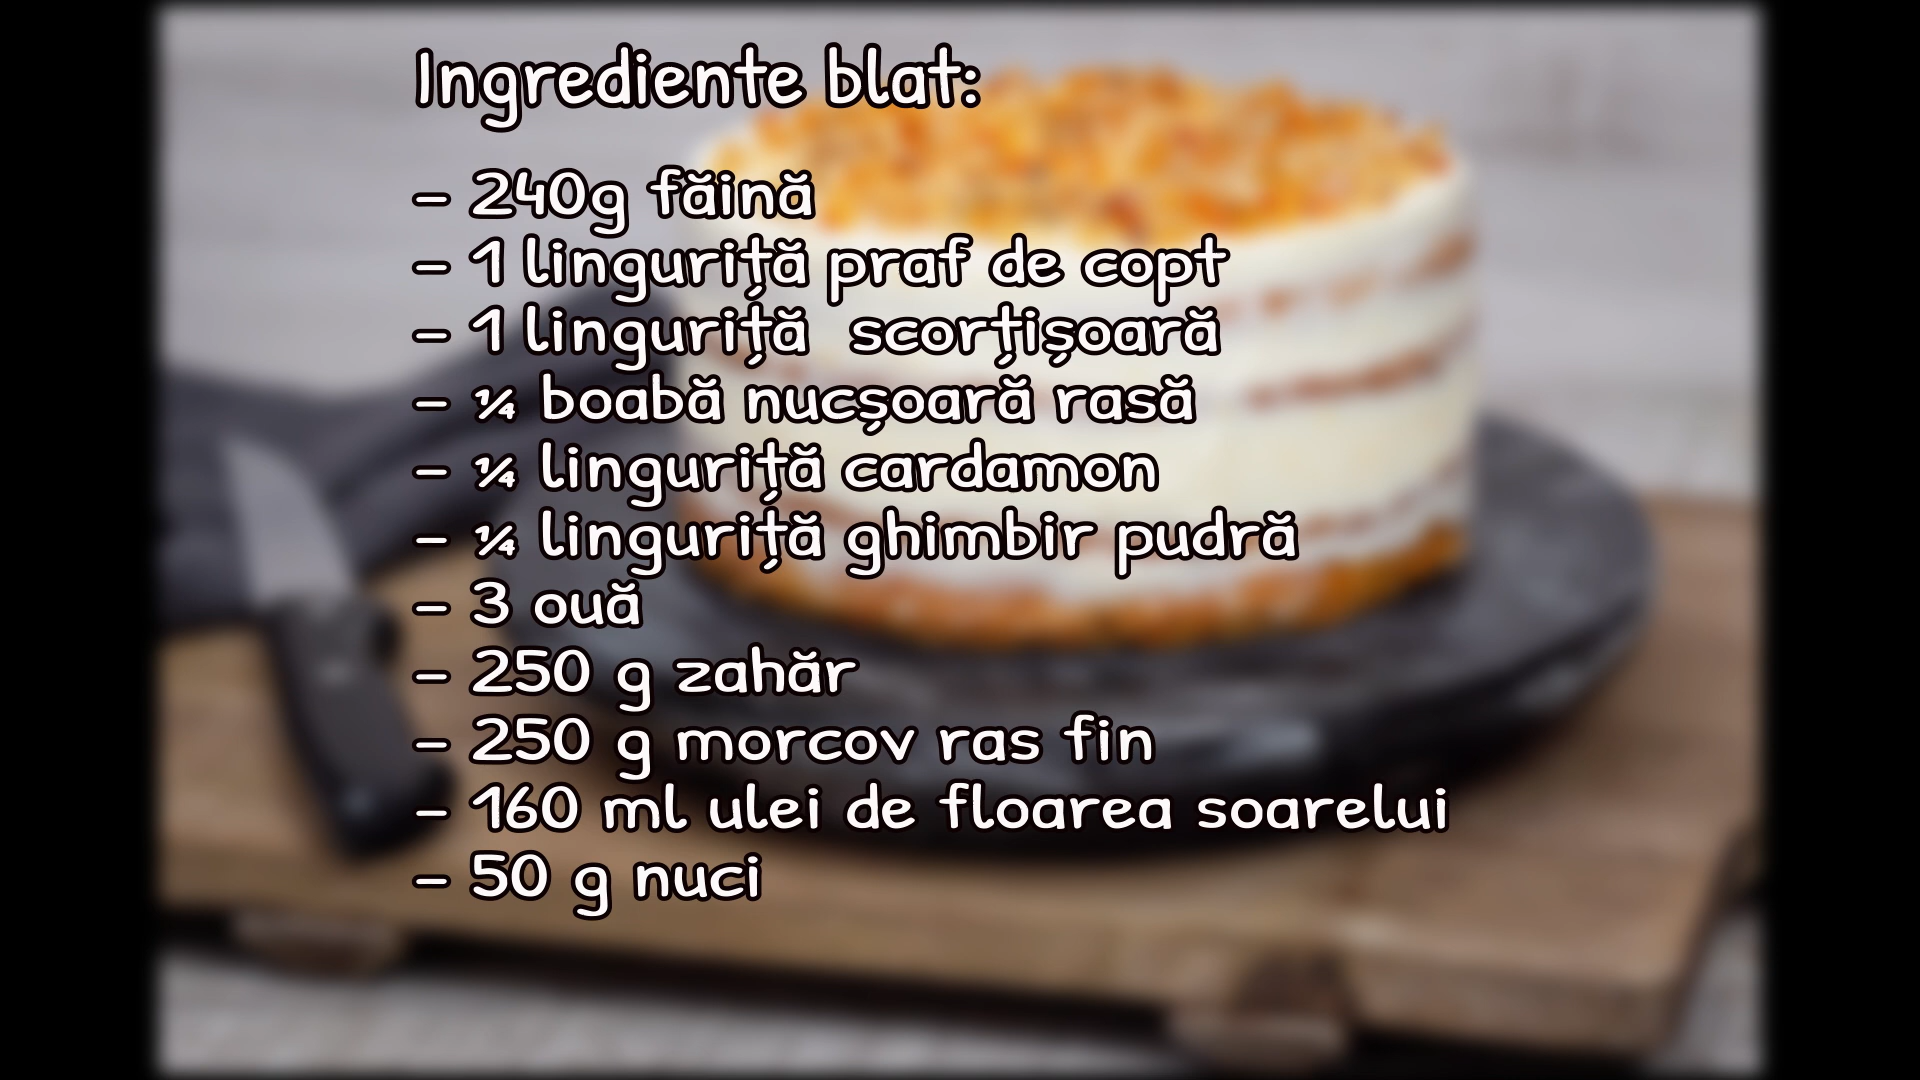 Ingrediente blat:
- 240g făină
- 1 linguriță praf de copt
- 1 linguriță scorțișoară
- ¼ boabă nucșoară rasă
- ¼ linguriță cardamon
- ¼ linguriță ghimbir pudră
- 3 ouă
- 250 g zahăr
- 250 g morcov ras fin
- 160 ml ulei de floarea soarelui
- 50 g nuci